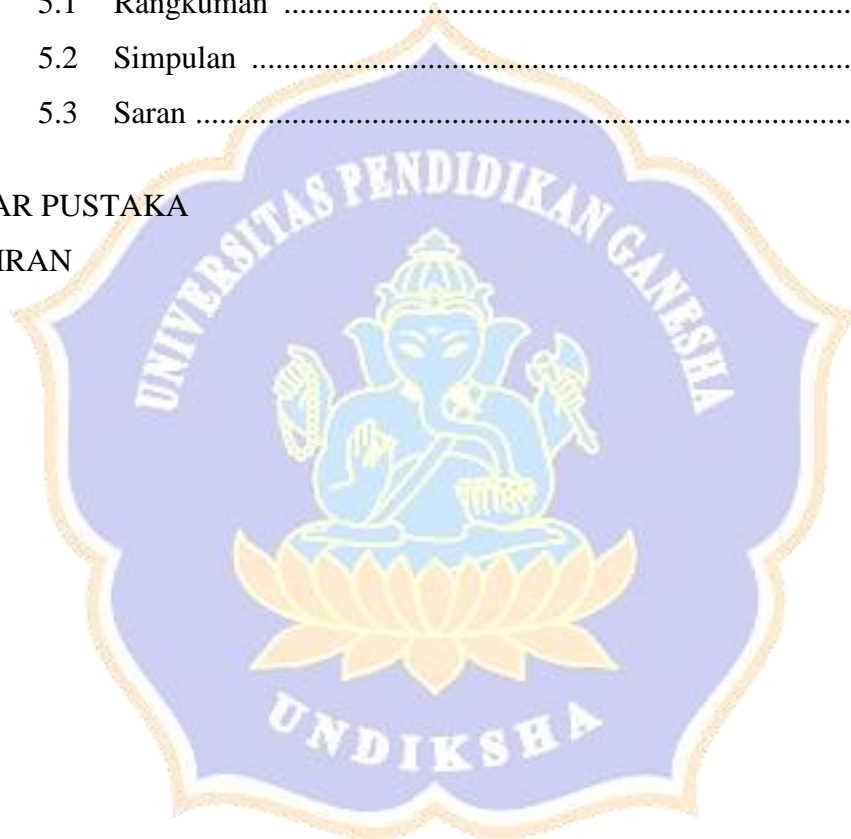 5.1 Rangkuman ................................................................................
5.2 Simpulan ................................................................................
5.3 Saran ................................................................................
AR PUSTAKA
IRAN
UNIVERSITAS PENDIDIKAN GANESHA
UNDIKSHA